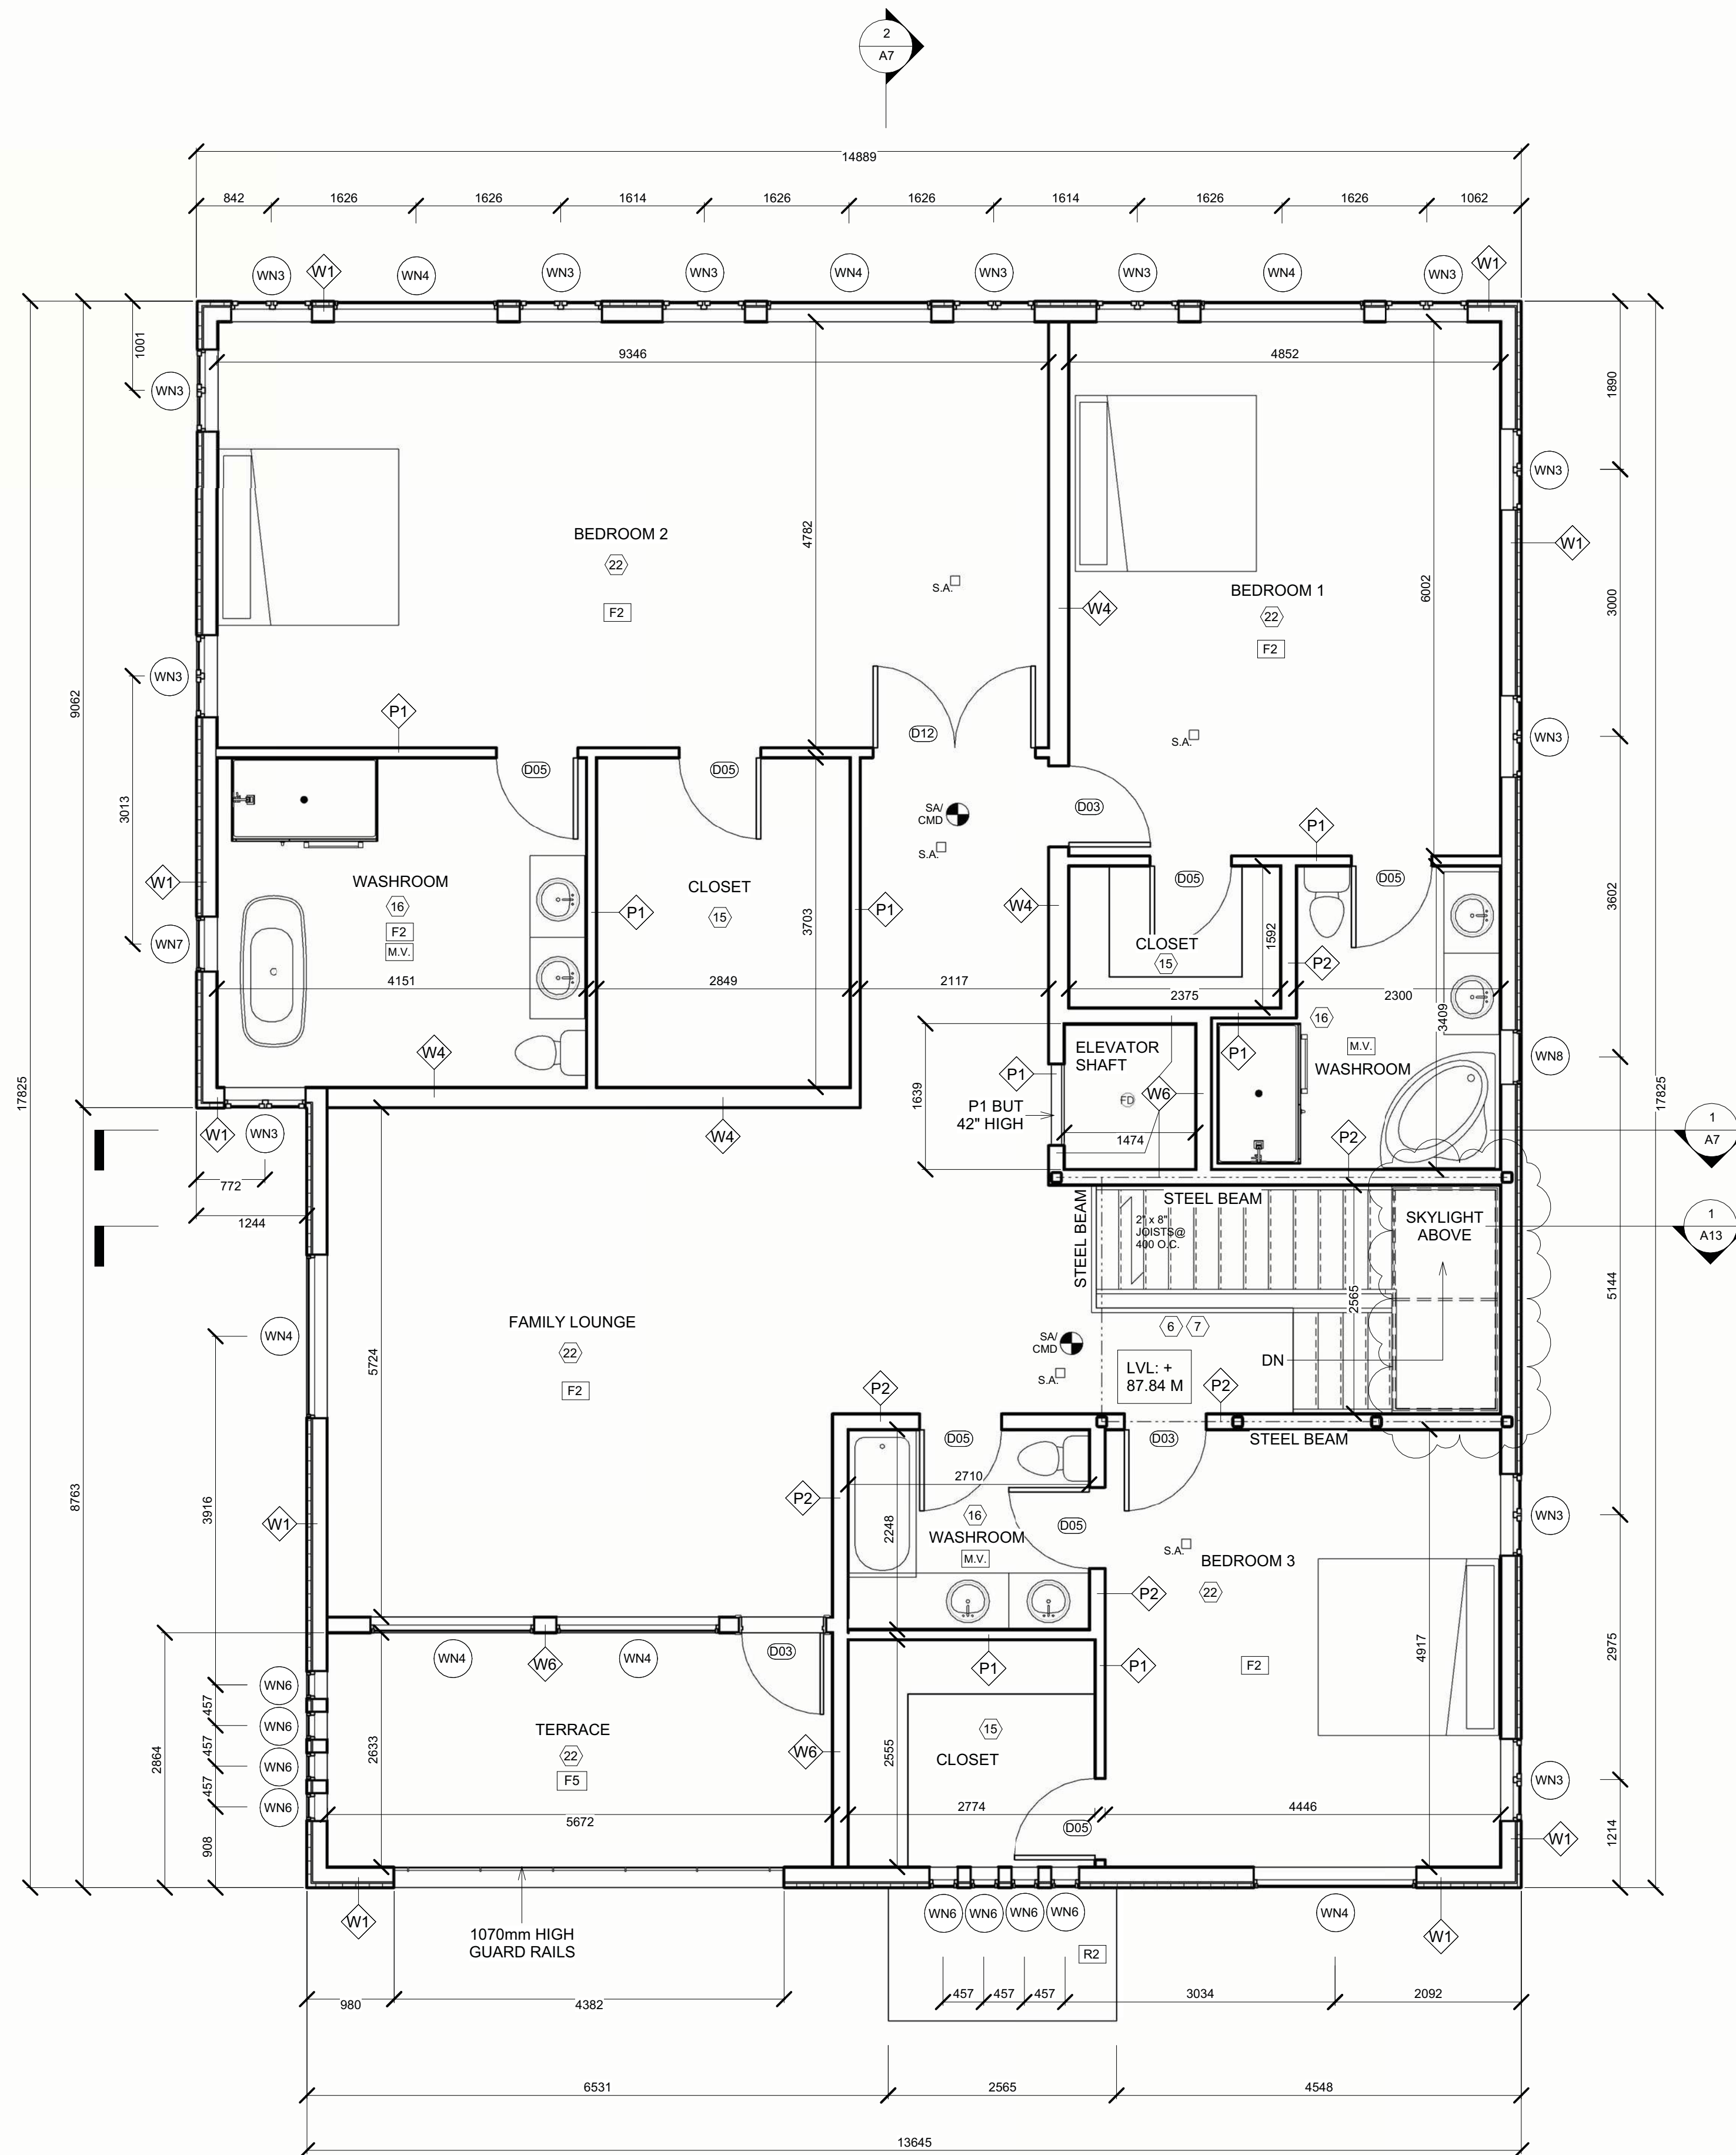 2
A7
14889
842
1626
1626
1614
1626
1626
1614
1626
1626
1062
WN3
W1
WN4
WN3
WN3
WN4
WN3
WN3
WN4
WN3
W1
1001
9346
4852
WN3
1890
WN3
BEDROOM 2
22
F2
4782
S.A.
W1
BEDROOM 1
22
F2
6002
W4
3000
9062
WN3
P1
D12
S.A.
WN3
D05
D05
3013
SA/
CMD
S.A.
D03
P1
W1
WASHROOM
16
F2
M.V.
P1
CLOSET
15
3703
P1
W4
D05
D05
CLOSET
15
1592
P2
3602
WN7
4151
2849
2117
2375
2300
3409
16
M.V.
WASHROOM
WN8
W4
ELEVATOR
SHAFT
P1
P1
W6
FD
1639
P1 BUT
42" HIGH
1474
17825
17825
W1
WN3
W4
P2
1
A7
772
1244
STEEL BEAM
STEEL BEAM
2" x 8"
JOISTS@
400 O.C.
SKYLIGHT
ABOVE
1
A13
2565
5144
FAMILY LOUNGE
22
F2
5724
WN4
SA/
CMD
S.A.
6
7
LVL: +
87.84 M
DN
P2
P2
D05
D03
STEEL BEAM
8763
3916
W1
P2
2710
2248
16
WASHROOM
M.V.
D05
S.A.
BEDROOM 3
22
WN3
P2
WN4
W6
WN4
D03
P1
P1
F2
4917
2975
WN6
457
WN6
457
WN6
457
WN6
908
2864
TERRACE
22
F5
2633
W6
2555
15
CLOSET
WN3
5672
2774
4446
D05
W1
1214
W1
1070mm HIGH
GUARD RAILS
WN6
WN6
WN6
WN6
R2
WN4
W1
980
4382
457
457
457
3034
2092
6531
2565
4548
13645